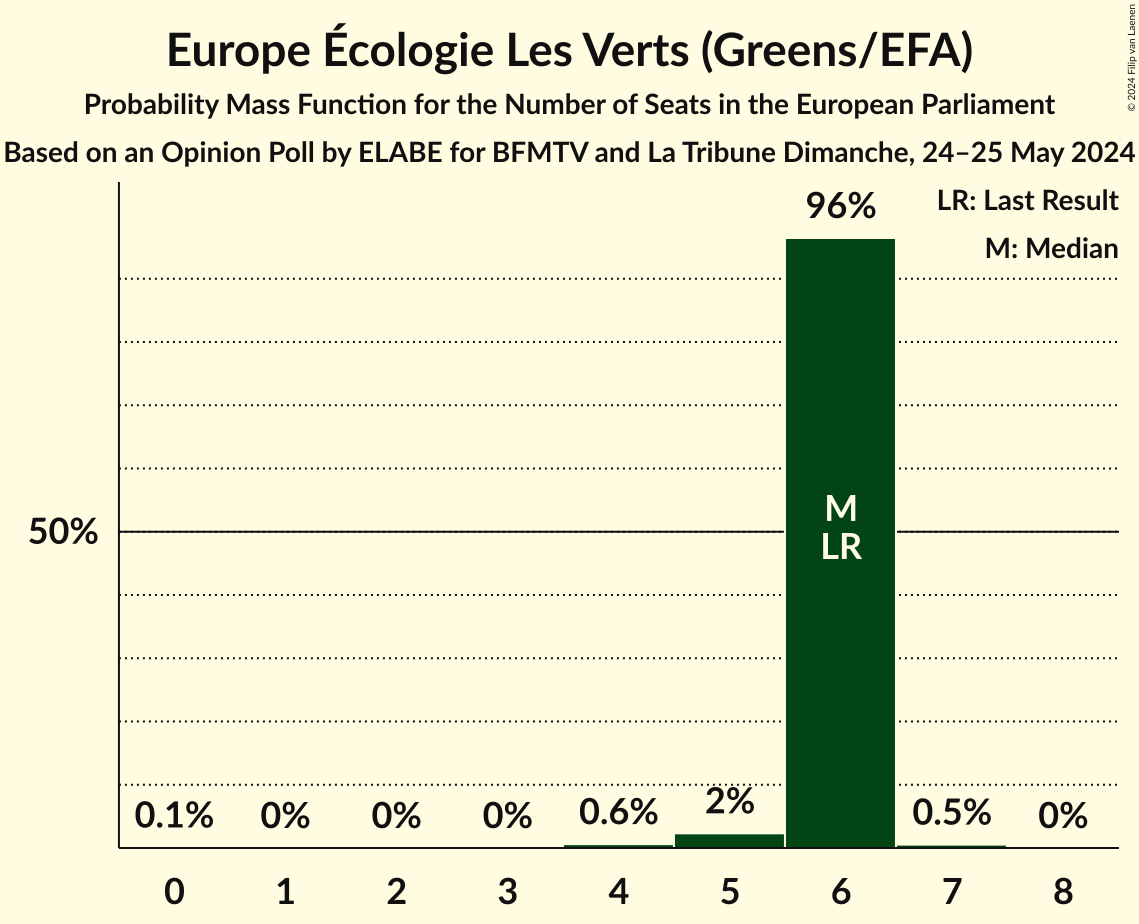 Europe Écologie Les Verts (Greens/EFA)
Probability Mass Function for the Number of Seats in the European Parliament
Based on an Opinion Poll by ELABE for BFMTV and La Tribune Dimanche, 24–25 May 2024
© 2024 Filip van Laenen
LR: Last Result
M: Median
96%
50%
M
LR
0.1% 0% 0% 0% 0.6% 2% 0.5% 0%
0 1 2 3 4 5 6 7 8